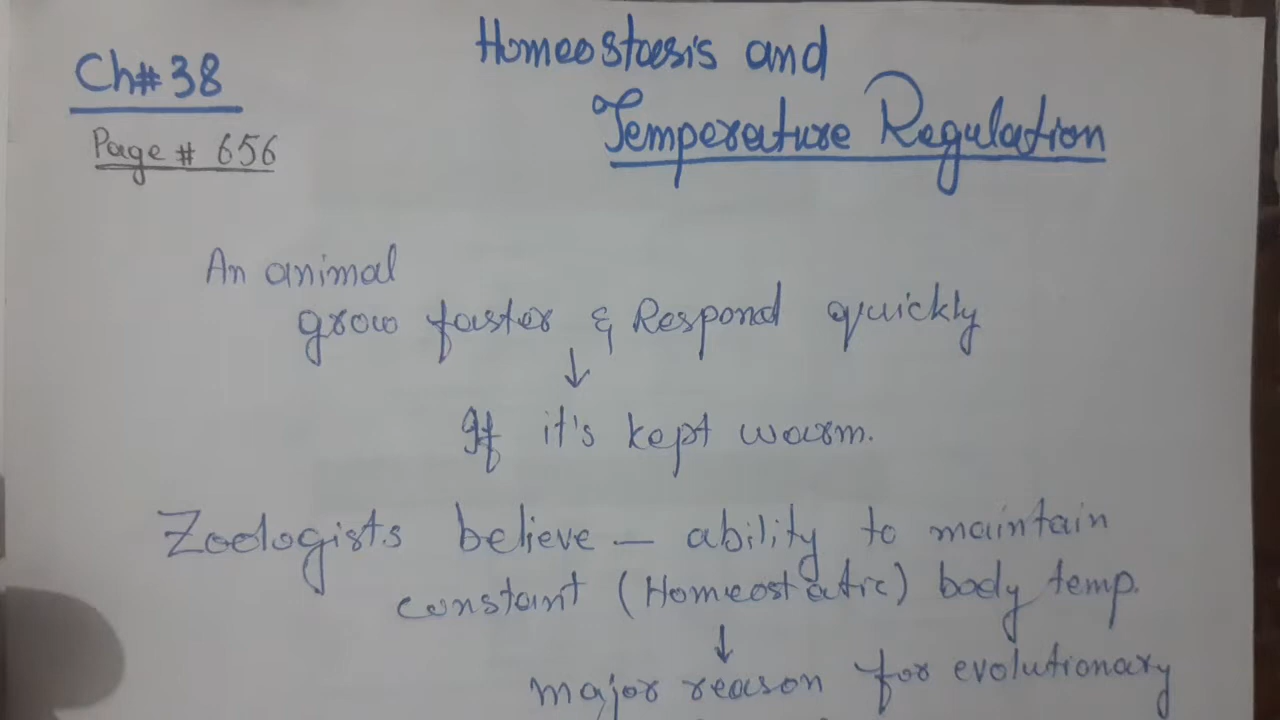 Ch# 38
Page # 656
Homeostasis and
Temperature Regulation
An animal
grow faster & Respond quickly
↓
If it's kept warm.
Zoologists believe — ability to maintain
constant (Homeostatic) body temp.
↓
major reason for evolutionary